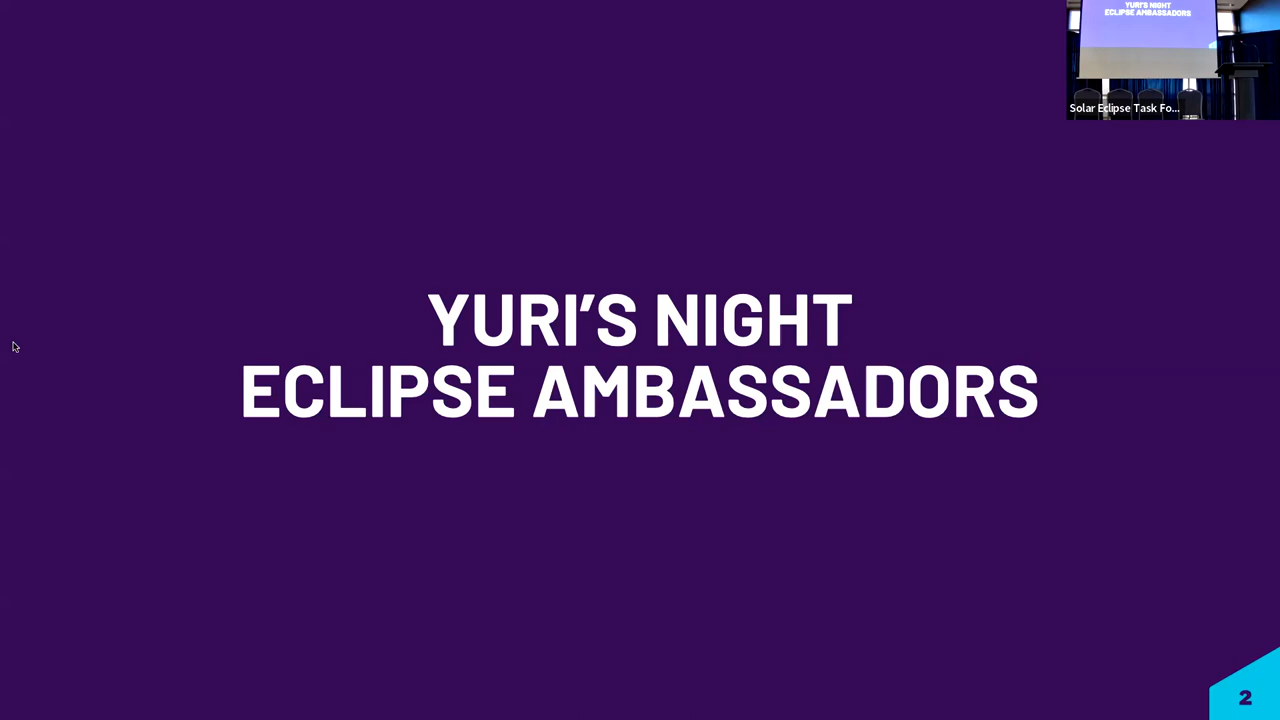 YURI'S NIGHT
ECLIPSE AMBASSADORS
Solar Eclipse Task Fo...
YURI'S NIGHT
ECLIPSE AMBASSADORS
2